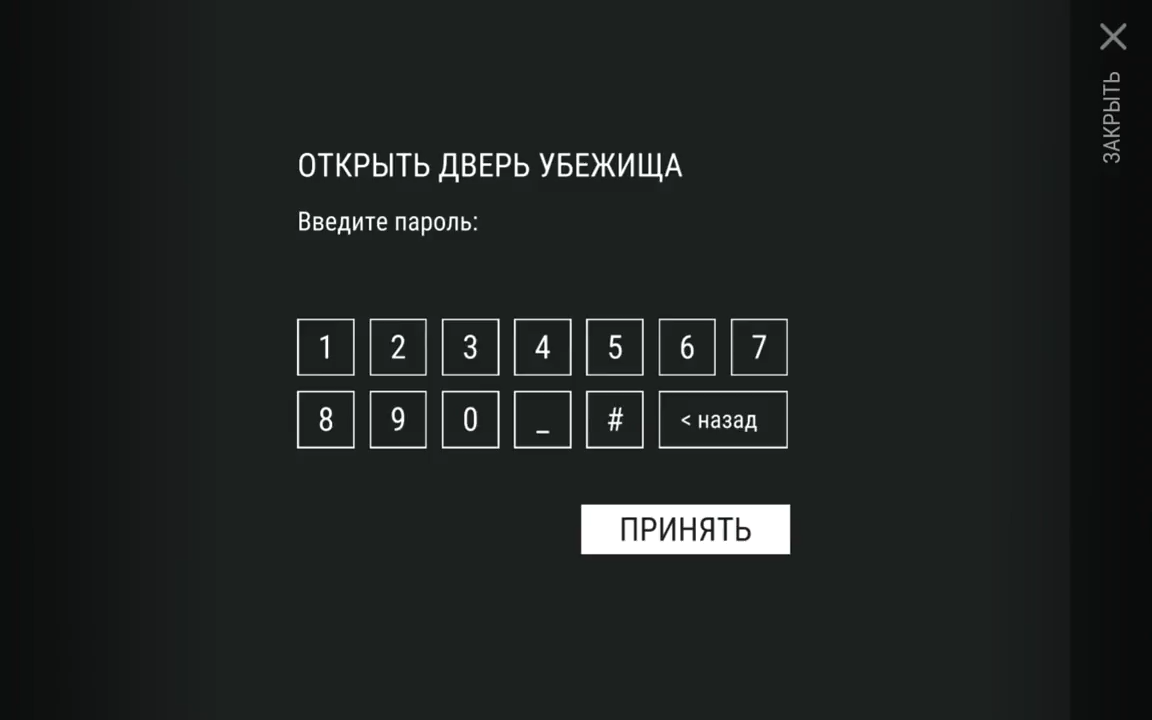 ЗАКРЫТЬ
ОТКРЫТЬ ДВЕРЬ УБЕЖИЩА
Введите пароль:
1 2 3 4 5 6 7
8 9 0 _ # < назад
ПРИНЯТЬ